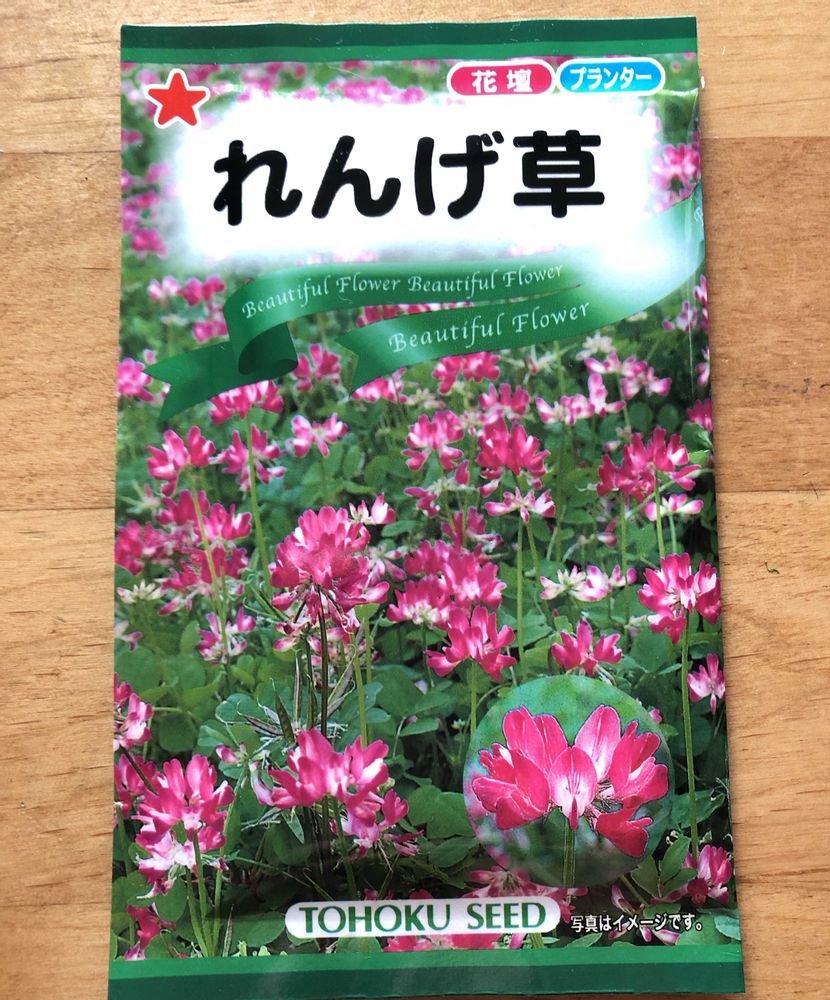 花壇 プランター
れんげ草
Beautiful Flower Beautiful Flower
Beautiful Flower
TOHOKU SEED
写真はイメージです。